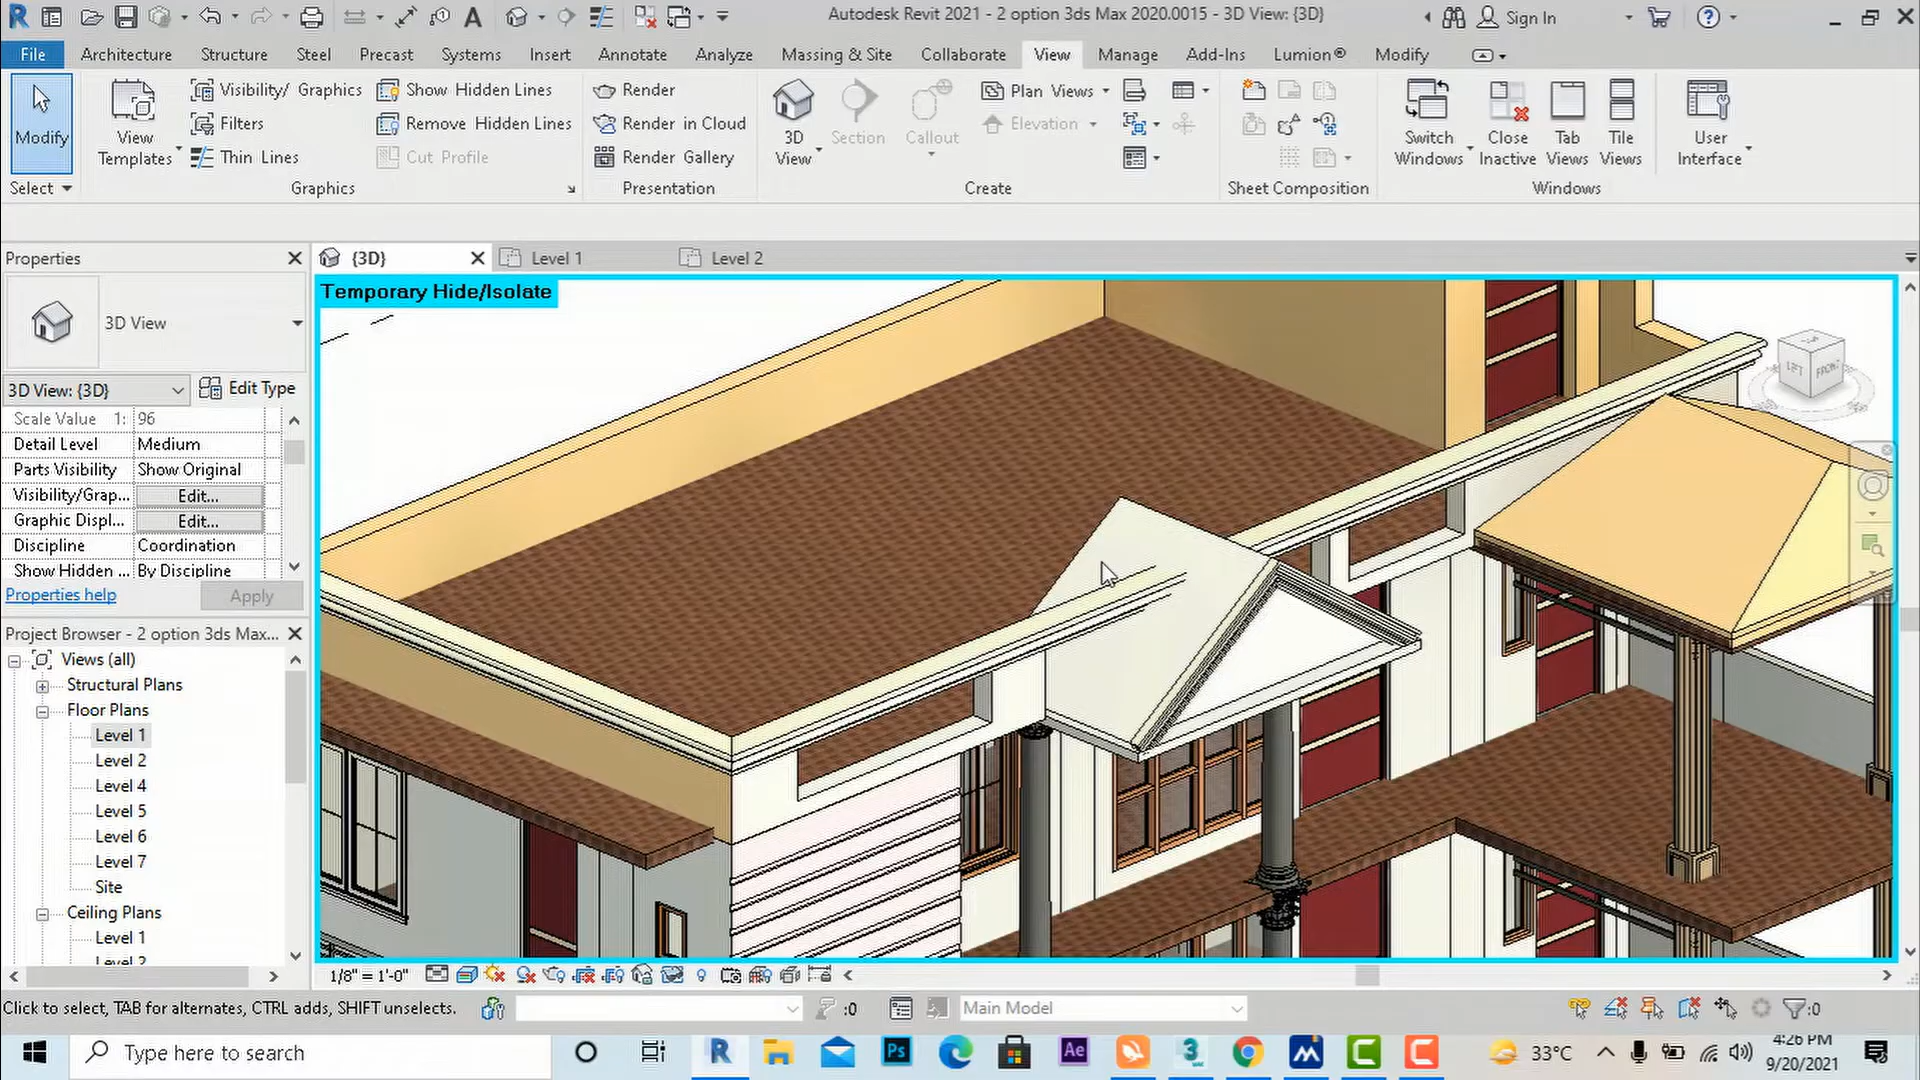 Autodesk Revit 2021 - 2 option 3ds Max 2020.0015 - 3D View: {3D}
Sign In
File Architecture Structure Steel Precast Systems Insert Annotate Analyze Massing & Site Collaborate View Manage Add-Ins Lumion® Modify
Modify
View Templates
Visibility/ Graphics
Filters
Thin Lines
Show Hidden Lines
Remove Hidden Lines
Cut Profile
Render
Render in Cloud
Render Gallery
3D View
Section
Callout
Plan Views
Elevation
Switch Windows
Close Inactive
Tab Views
Tile Views
User Interface
Select
Graphics
Presentation
Create
Sheet Composition
Windows
Properties
{3D}
Level 1
Level 2
Temporary Hide/Isolate
3D View
3D View: {3D}
Edit Type
Scale Value 1: 96
Detail Level Medium
Parts Visibility Show Original
Visibility/Grap... Edit...
Graphic Displ... Edit...
Discipline Coordination
Show Hidden ... By Discipline
Properties help
Apply
Project Browser - 2 option 3ds Max...
Views (all)
Structural Plans
Floor Plans
Level 1
Level 2
Level 4
Level 5
Level 6
Level 7
Site
Ceiling Plans
Level 1
Level 2
LEFT
FRONT
1/8" = 1'-0"
Click to select, TAB for alternates, CTRL adds, SHIFT unselects.
:0
Main Model
:0
Type here to search
Ps
Ae
33°C
4:26 PM
9/20/2021